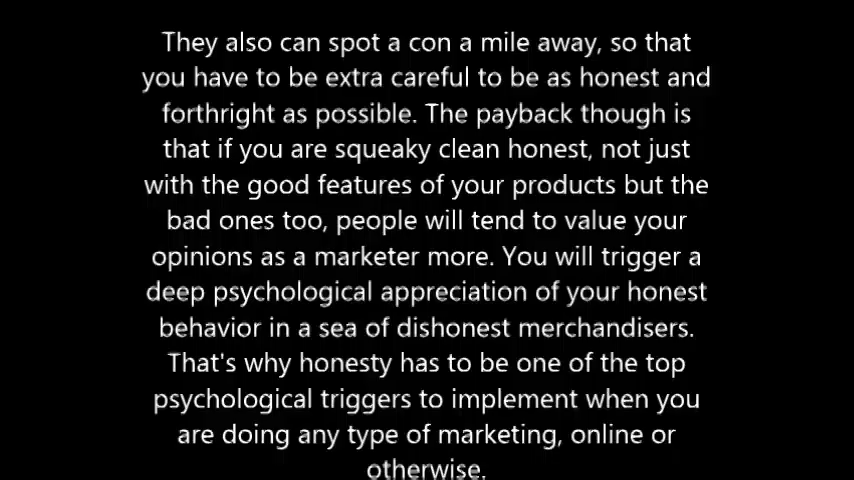 They also can spot a con a mile away, so that
you have to be extra careful to be as honest and
forthright as possible. The payback though is
that if you are squeaky clean honest, not just
with the good features of your products but the
bad ones too, people will tend to value your
opinions as a marketer more. You will trigger a
deep psychological appreciation of your honest
behavior in a sea of dishonest merchandisers.
That's why honesty has to be one of the top
psychological triggers to implement when you
are doing any type of marketing, online or
otherwise.